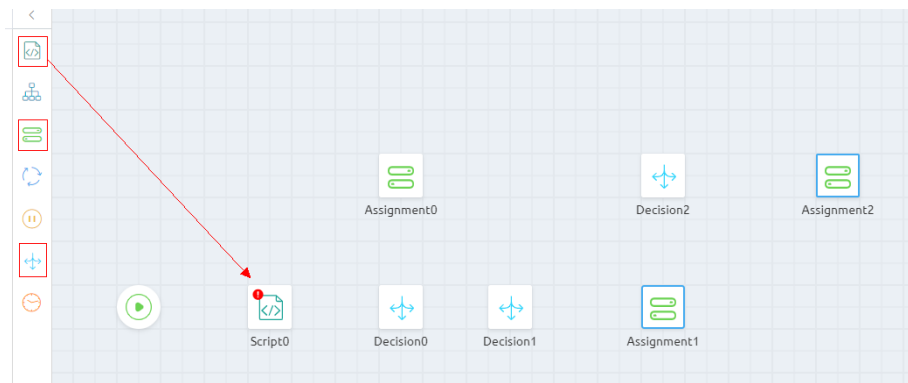 Assignment0
Decision2
Assignment2
Script0
Decision0
Decision1
Assignment1